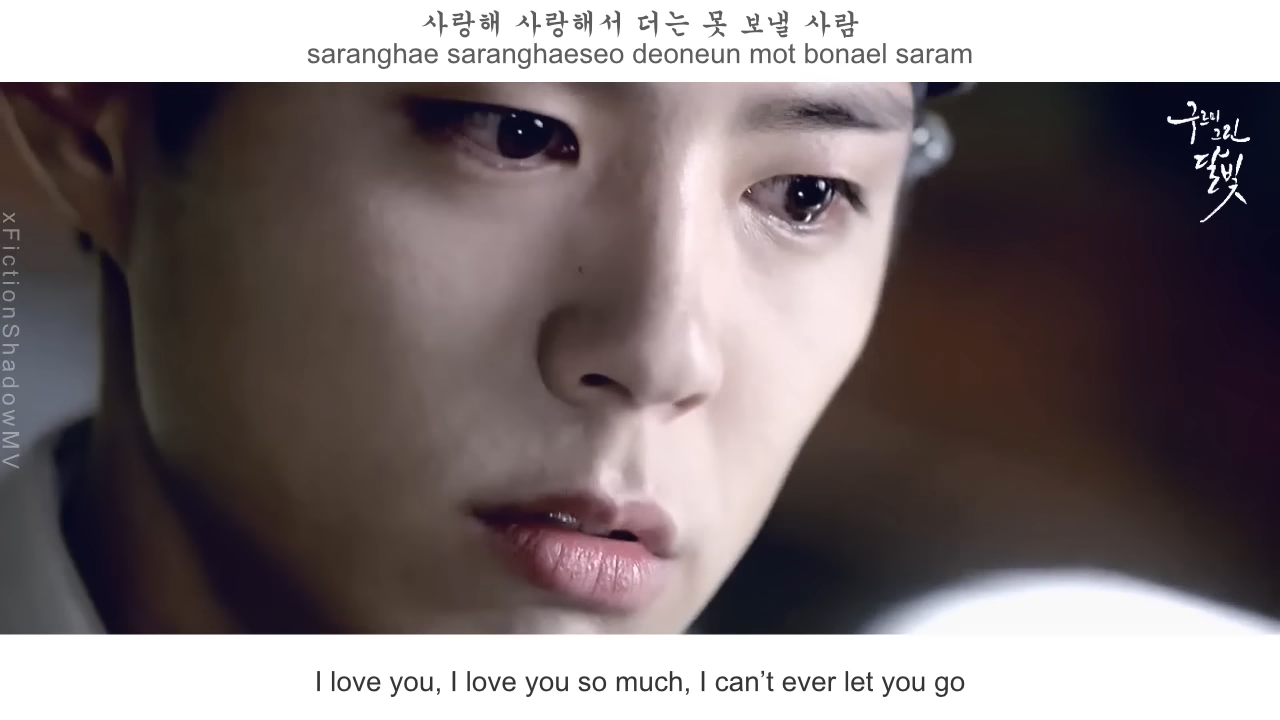 사랑해 사랑해서 더는 못 보낼 사람
saranghae saranghaeseo deoneun mot bonael saram
구르미 그린
달빛
xFictionShadowMV
I love you, I love you so much, I can’t ever let you go